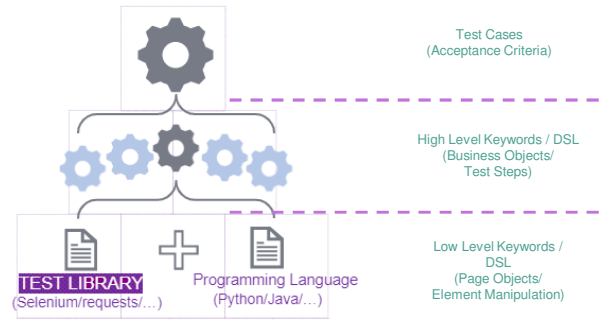 Test Cases
(Acceptance Criteria)
High Level Keywords / DSL
(Business Objects/
Test Steps)
Low Level Keywords /
DSL
(Page Objects/
Element Manipulation)
TEST LIBRARY
(Selenium/requests/…)
Programming Language
(Python/Java/…)